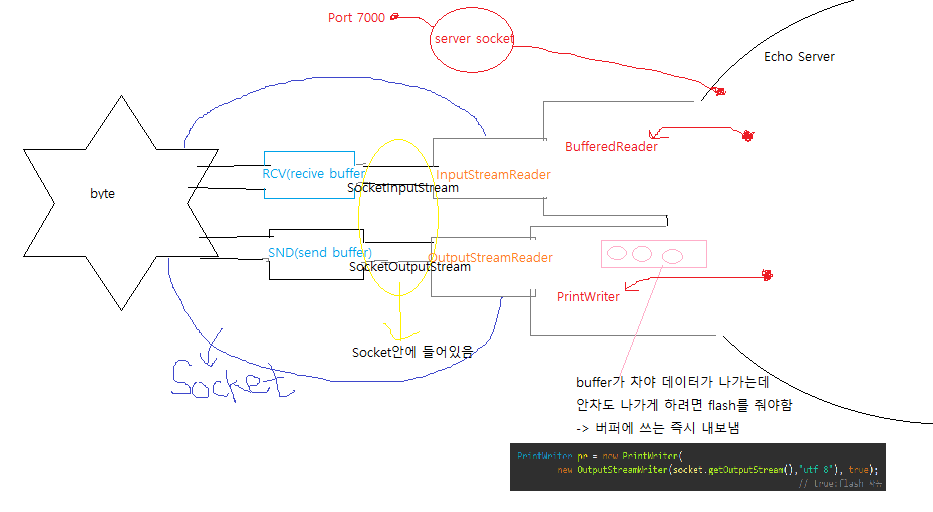 Port 7000
server socket
Echo Server
BufferedReader
RCV(recive buffer
InputStreamReader
SocketInputStream
byte
SND(send buffer)
OutputStreamReader
SocketOutputStream
PrintWriter
Socket안에 들어있음
Socket
buffer가 차야 데이터가 나가는데
안차도 나가게 하려면 flash를 줘야함
-> 버퍼에 쓰는 즉시 내보냄
PrintWriter pr = new PrintWriter(
new OutputStreamWriter(socket.getOutputStream(),"utf 8"), true);
// true:flash